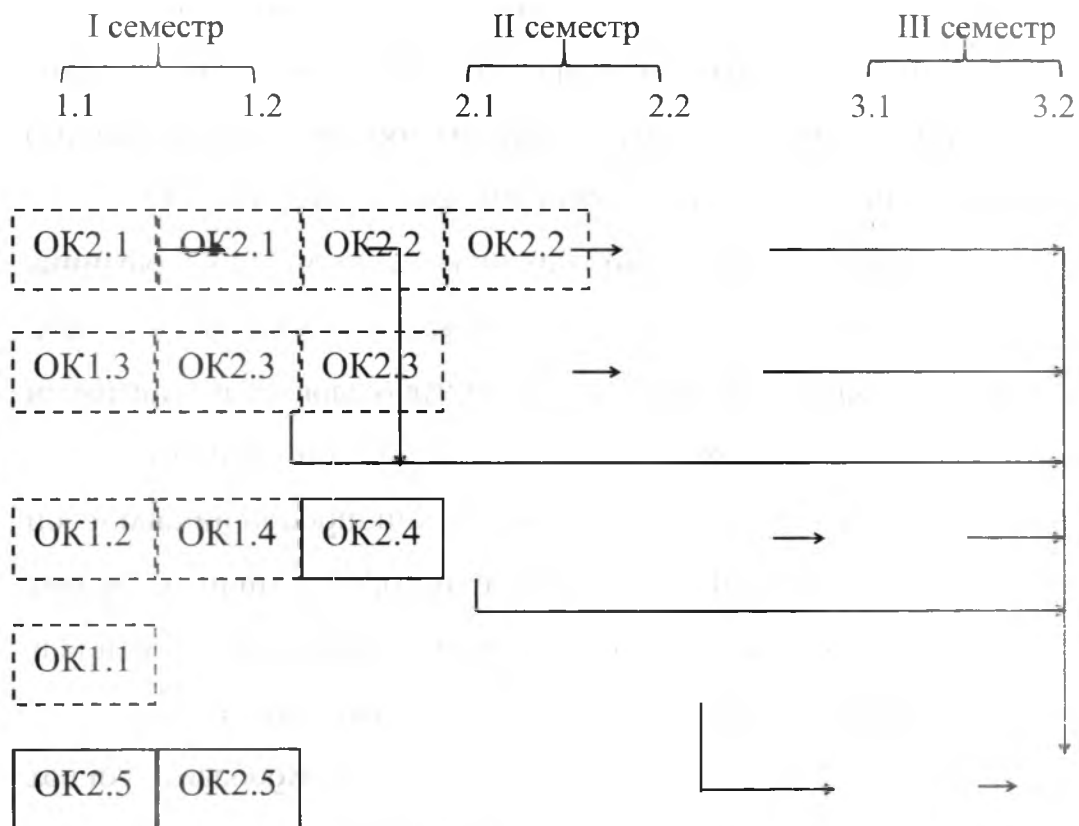 I семестр II семестр III семестр
1.1 1.2 2.1 2.2 3.1 3.2
ОК2.1 ОК2.1 ОК2.2 ОК2.2
ОК1.3 ОК2.3 ОК2.3
ОК1.2 ОК1.4 ОК2.4
ОК1.1
ОК2.5 ОК2.5